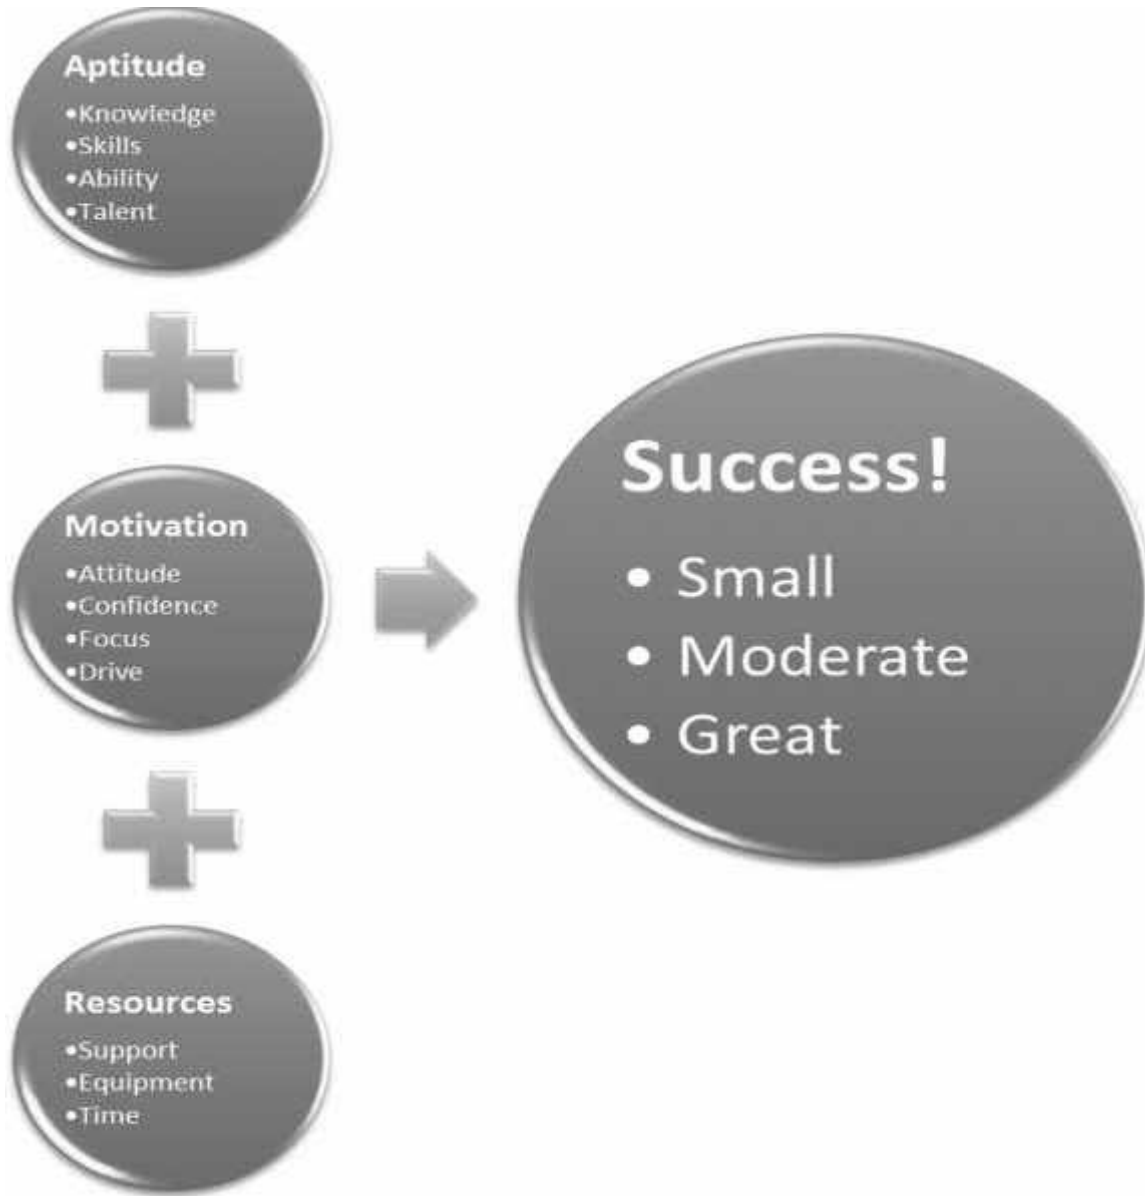 Aptitude
•Knowledge
•Skills
•Ability
•Talent
Motivation
•Attitude
•Confidence
•Focus
•Drive
Resources
•Support
•Equipment
•Time
Success!
• Small
• Moderate
• Great